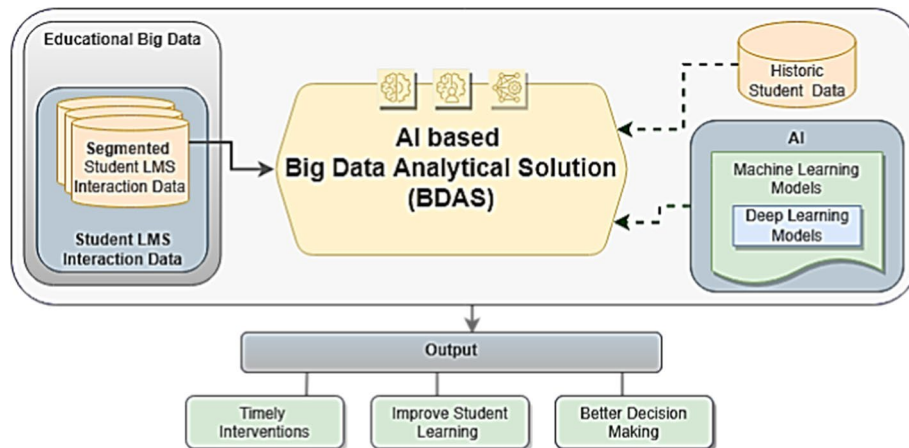 Educational Big Data
Segmented
Student LMS
Interaction Data
Student LMS
Interaction Data
AI based
Big Data Analytical Solution
(BDAS)
Historic
Student Data
AI
Machine Learning
Models
Deep Learning
Models
Output
Timely
Interventions
Improve Student
Learning
Better Decision
Making